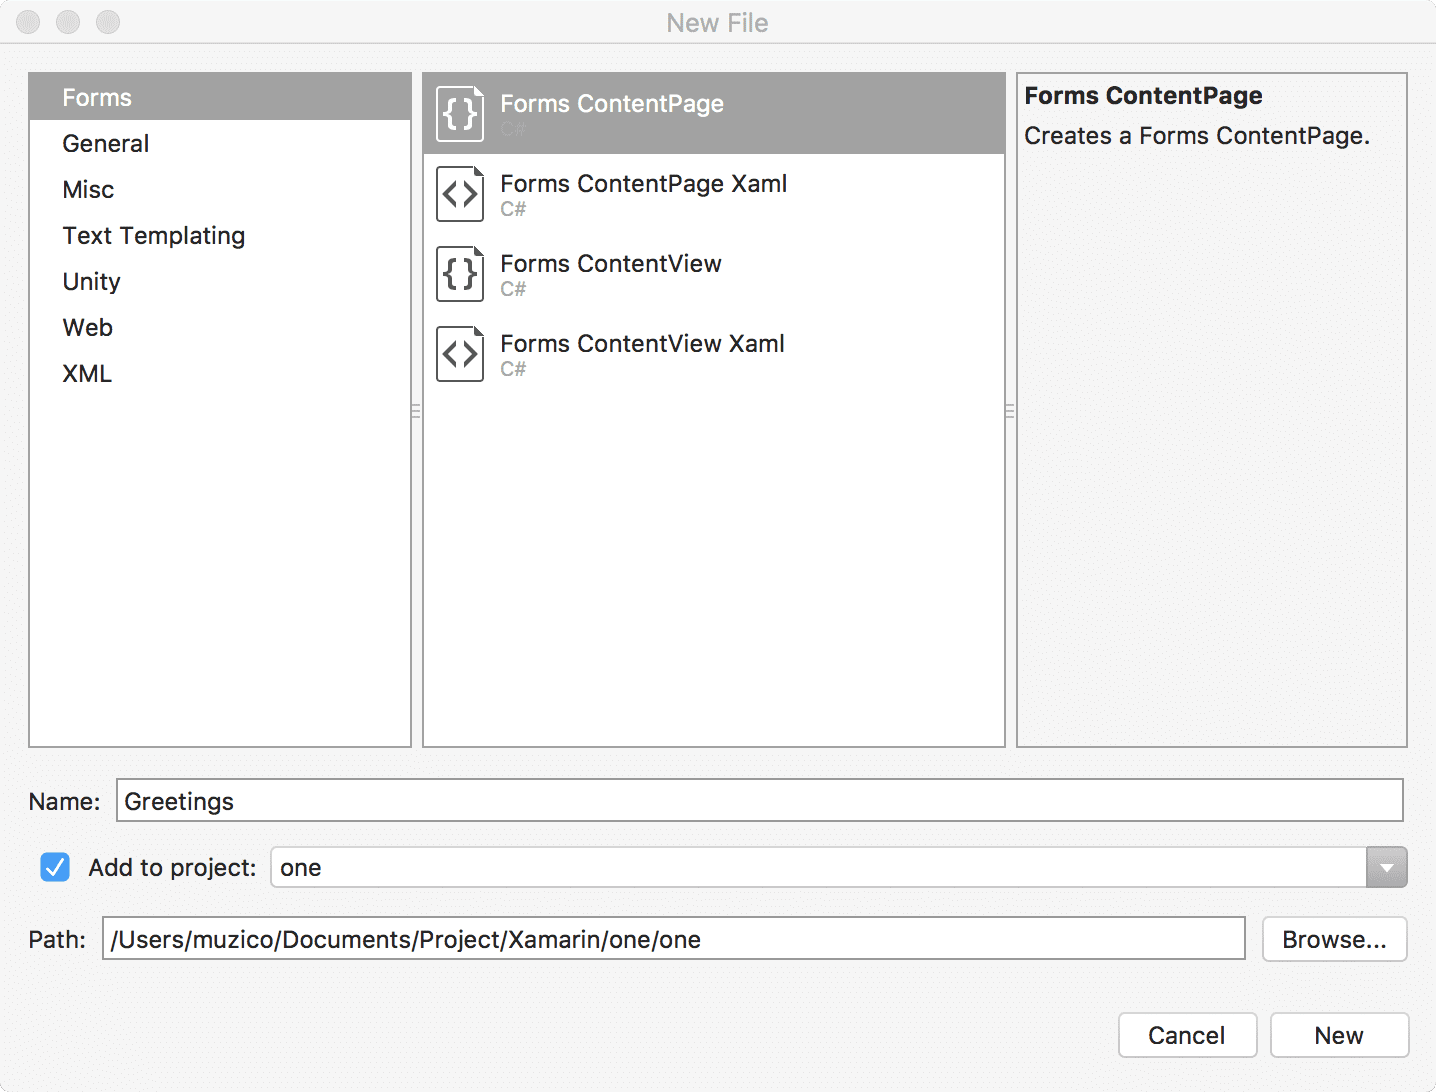 New File
Forms
General
Misc
Text Templating
Unity
Web
XML
Forms ContentPage
C#
Forms ContentPage Xaml
C#
Forms ContentView
C#
Forms ContentView Xaml
C#
Forms ContentPage
Creates a Forms ContentPage.
Name: Greetings
Add to project: one
Path: /Users/muzico/Documents/Project/Xamarin/one/one Browse...
Cancel New